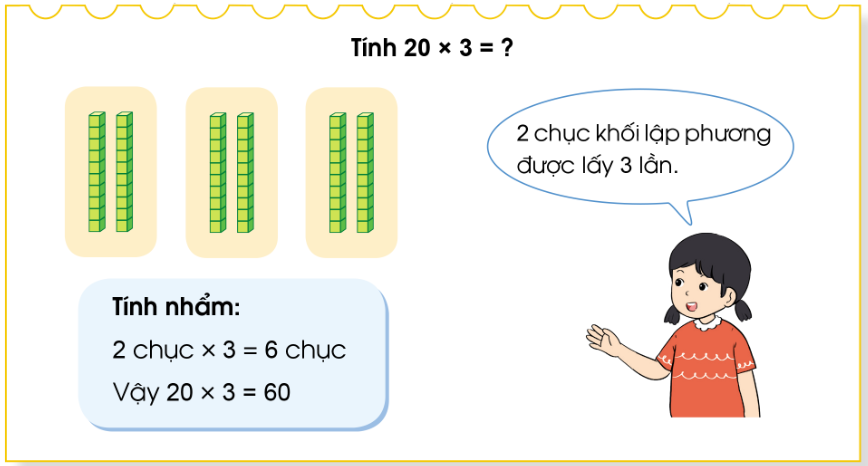 Tính 20 × 3 = ?
2 chục khối lập phương
được lấy 3 lần.
Tính nhẩm:
2 chục × 3 = 6 chục
Vậy 20 × 3 = 60